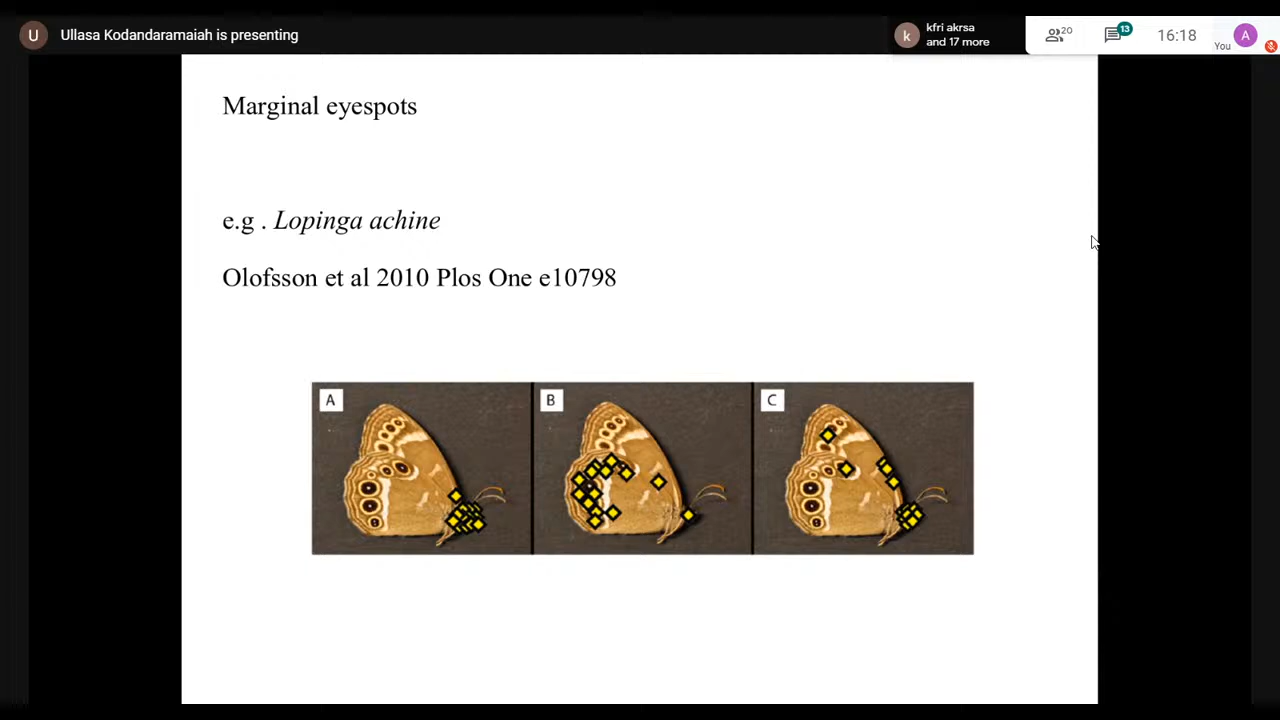 U
Ullasa Kodandaramaiah is presenting
k
kfri akrsa
and 17 more
20
13
16:18
You
A
Marginal eyespots
e.g . Lopinga achine
Olofsson et al 2010 Plos One e10798
A
B
C